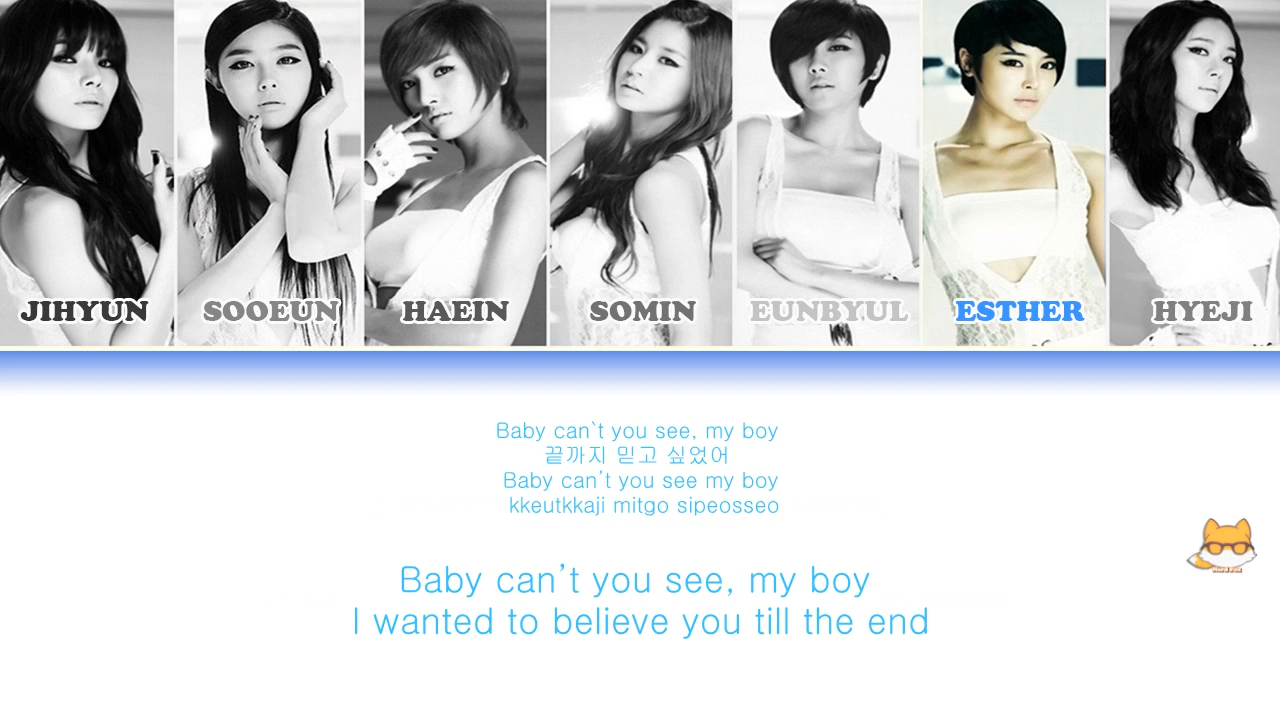 JIHYUN
SOOEUN
HAEIN
SOMIN
EUNBYUL
ESTHER
HYEJI
Baby can`t you see, my boy
끝까지 믿고 싶었어
Baby can't you see my boy
kkeutkkaji mitgo sipeosseo
Baby can't you see, my boy
I wanted to believe you till the end